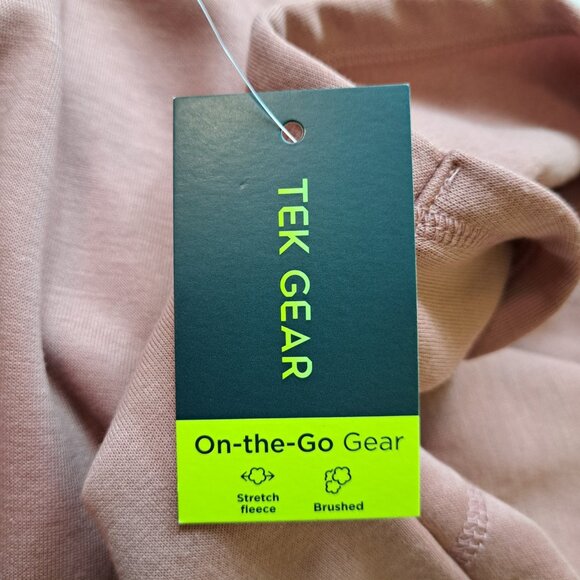 TEK GEAR
On-the-Go Gear
Stretch
fleece
Brushed